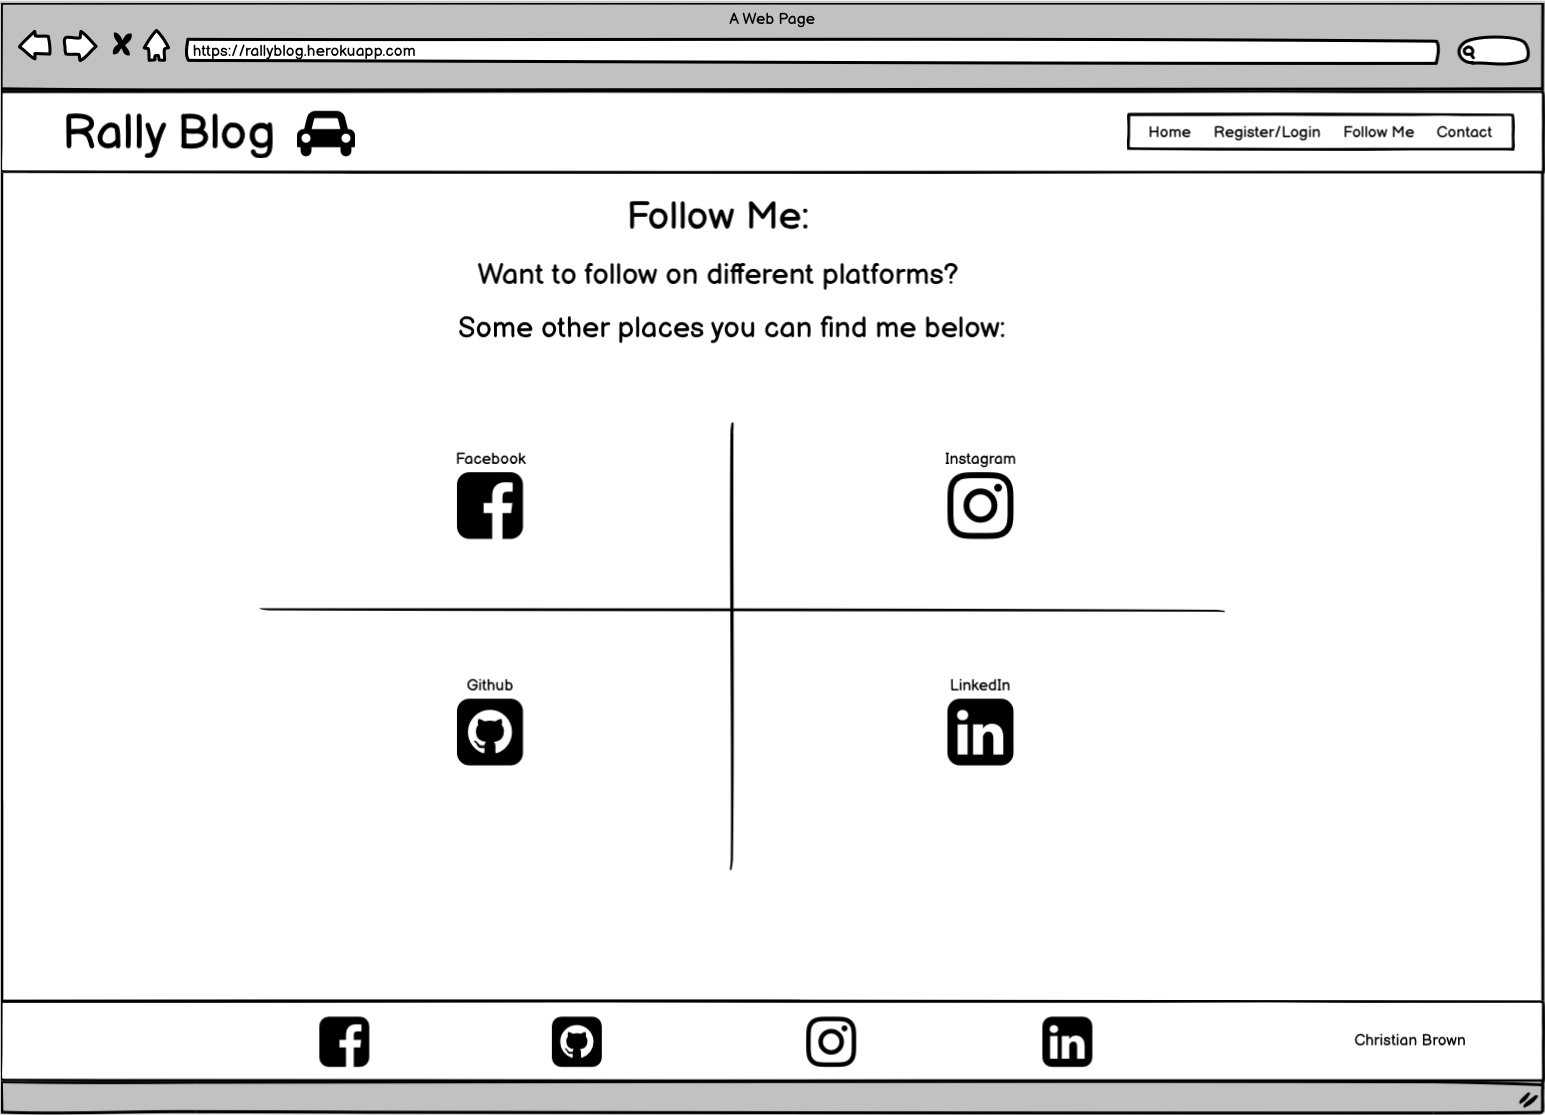 A Web Page
https://rallyblog.herokuapp.com
Rally Blog
Home Register/Login Follow Me Contact
Follow Me:
Want to follow on different platforms?
Some other places you can find me below:
Facebook
Instagram
Github
LinkedIn
Christian Brown